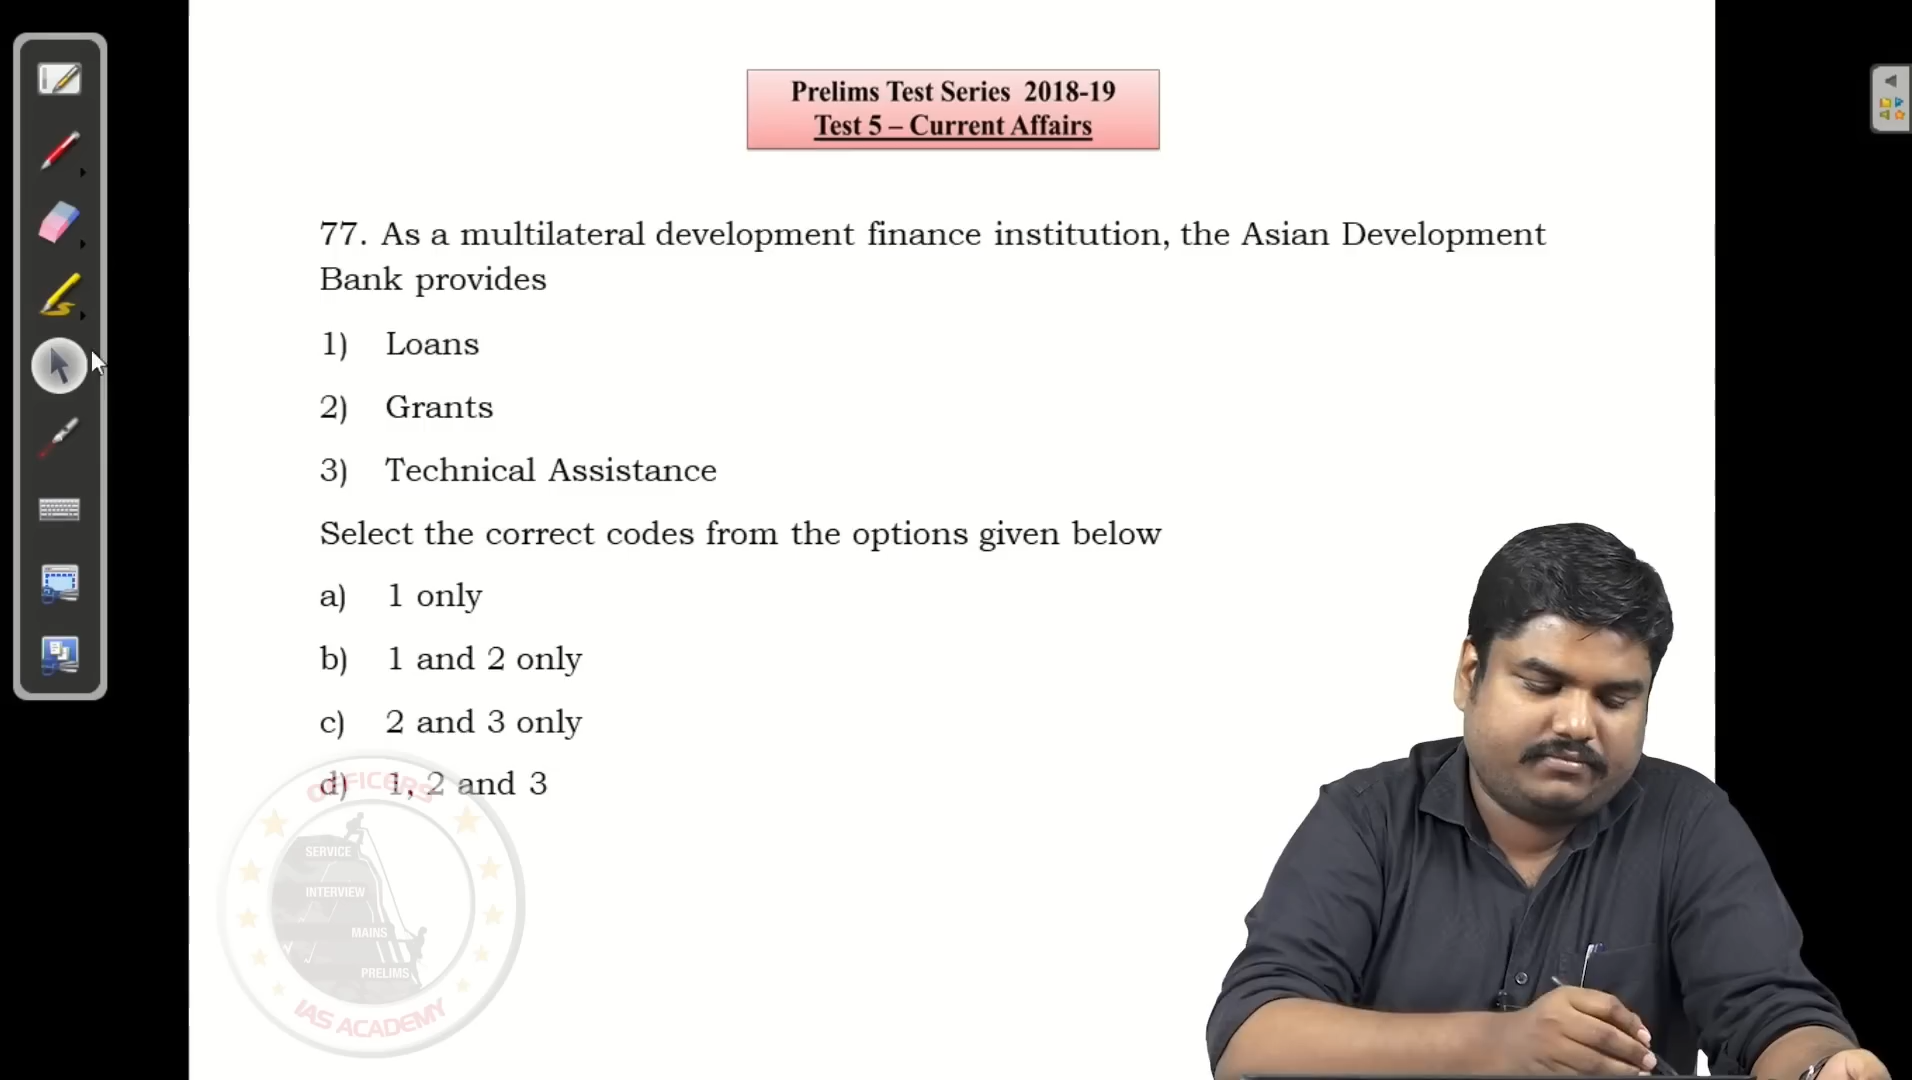 Prelims Test Series 2018-19
Test 5 – Current Affairs
77. As a multilateral development finance institution, the Asian Development
Bank provides
1) Loans
2) Grants
3) Technical Assistance
Select the correct codes from the options given below
a) 1 only
b) 1 and 2 only
c) 2 and 3 only
d) 1, 2 and 3
OFFICERS
SERVICE
INTERVIEW
MAINS
PRELIMS
IAS ACADEMY